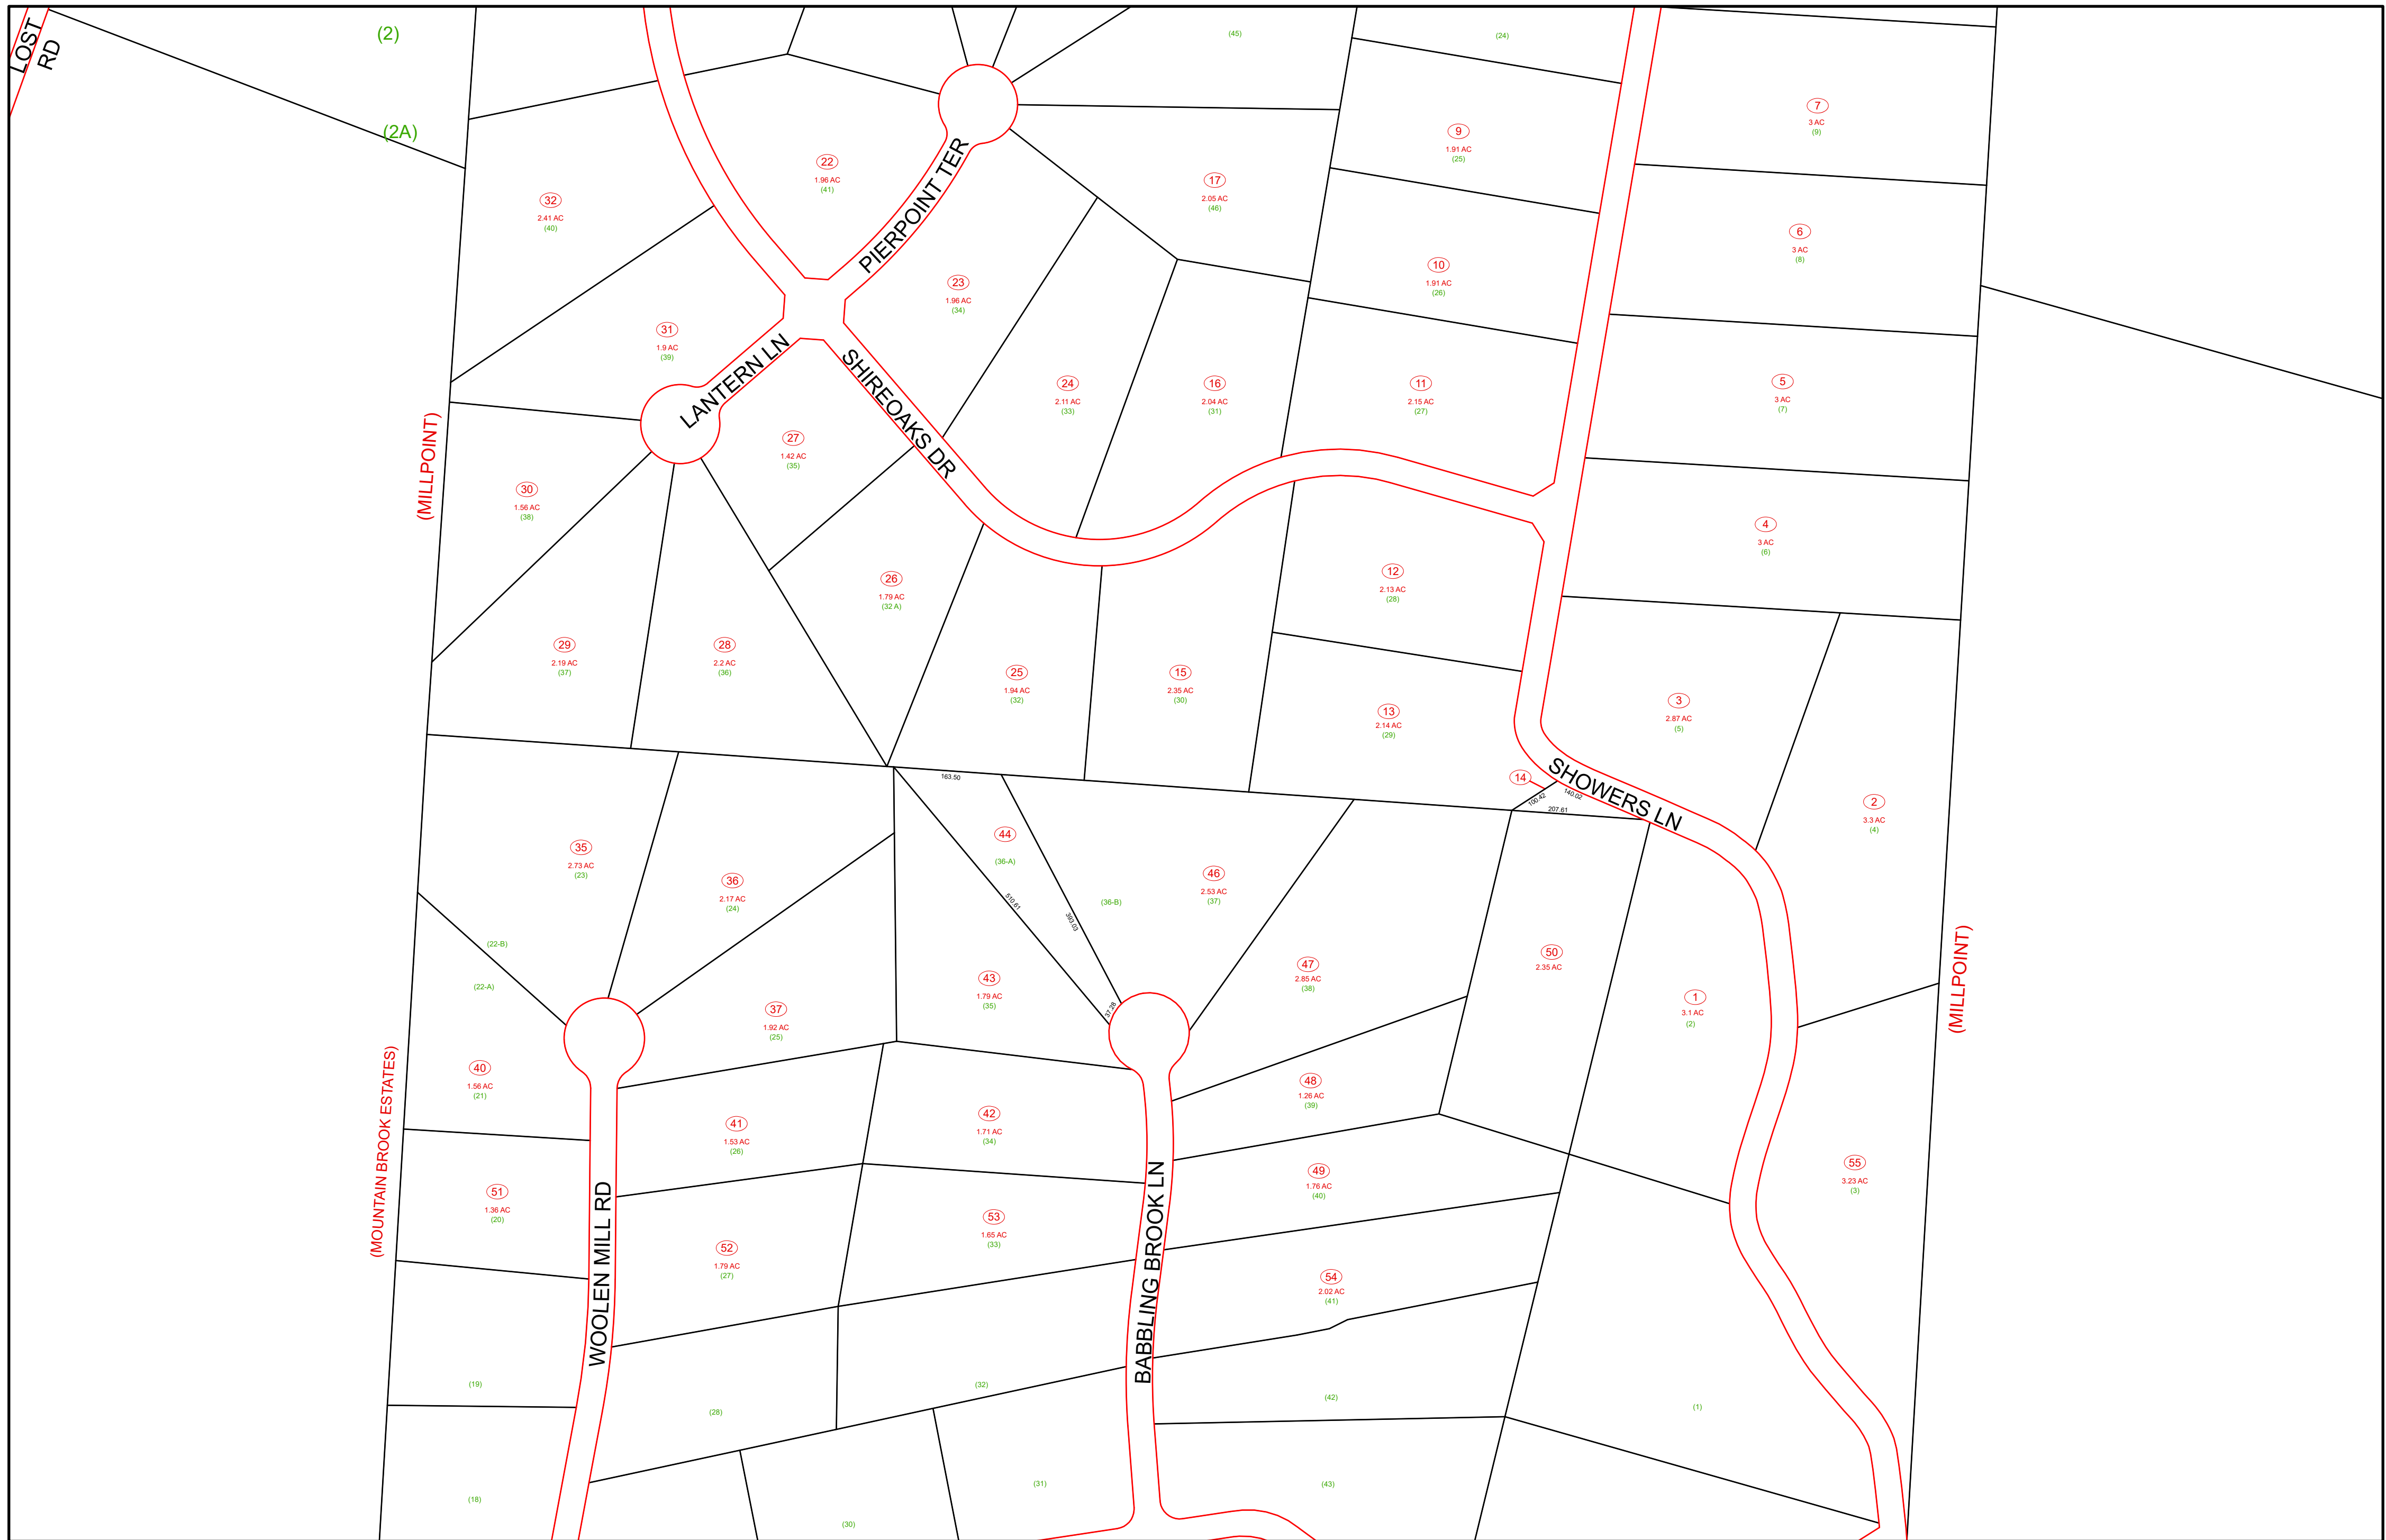 LOST
RD
(2)
(2A)
(45)
(24)
7
3 AC
(9)
9
1.91 AC
(25)
22
1.96 AC
(41)
PIERPOINT TER
17
2.05 AC
(46)
32
2.41 AC
(40)
6
3 AC
(8)
10
1.91 AC
(26)
23
1.96 AC
(34)
31
1.9 AC
(39)
LANTERN LN
SHIREOAKS DR
24
2.11 AC
(33)
16
2.04 AC
(31)
11
2.15 AC
(27)
5
3 AC
(7)
(MILLPOINT)
27
1.42 AC
(35)
30
1.56 AC
(38)
4
3 AC
(6)
26
1.79 AC
(32 A)
12
2.13 AC
(28)
29
2.19 AC
(37)
28
2.2 AC
(36)
25
1.94 AC
(32)
15
2.35 AC
(30)
13
2.14 AC
(29)
3
2.87 AC
(5)
163.50
14
100.42
140.02
207.61
SHOWERS LN
2
3.3 AC
(4)
35
2.73 AC
(23)
44
(36-A)
36
2.17 AC
(24)
46
2.53 AC
(37)
(36-B)
510.61
393.03
37.28
(22-B)
(22-A)
43
1.79 AC
(35)
47
2.85 AC
(38)
50
2.35 AC
1
3.1 AC
(2)
(MILLPOINT)
37
1.92 AC
(25)
40
1.56 AC
(21)
48
1.26 AC
(39)
41
1.53 AC
(26)
42
1.71 AC
(34)
(MOUNTAIN BROOK ESTATES)
49
1.76 AC
(40)
55
3.23 AC
(3)
51
1.36 AC
(20)
WOOLEN MILL RD
BABBLING BROOK LN
53
1.65 AC
(33)
52
1.79 AC
(27)
54
2.02 AC
(41)
(19)
(28)
(32)
(42)
(1)
(18)
(30)
(31)
(43)